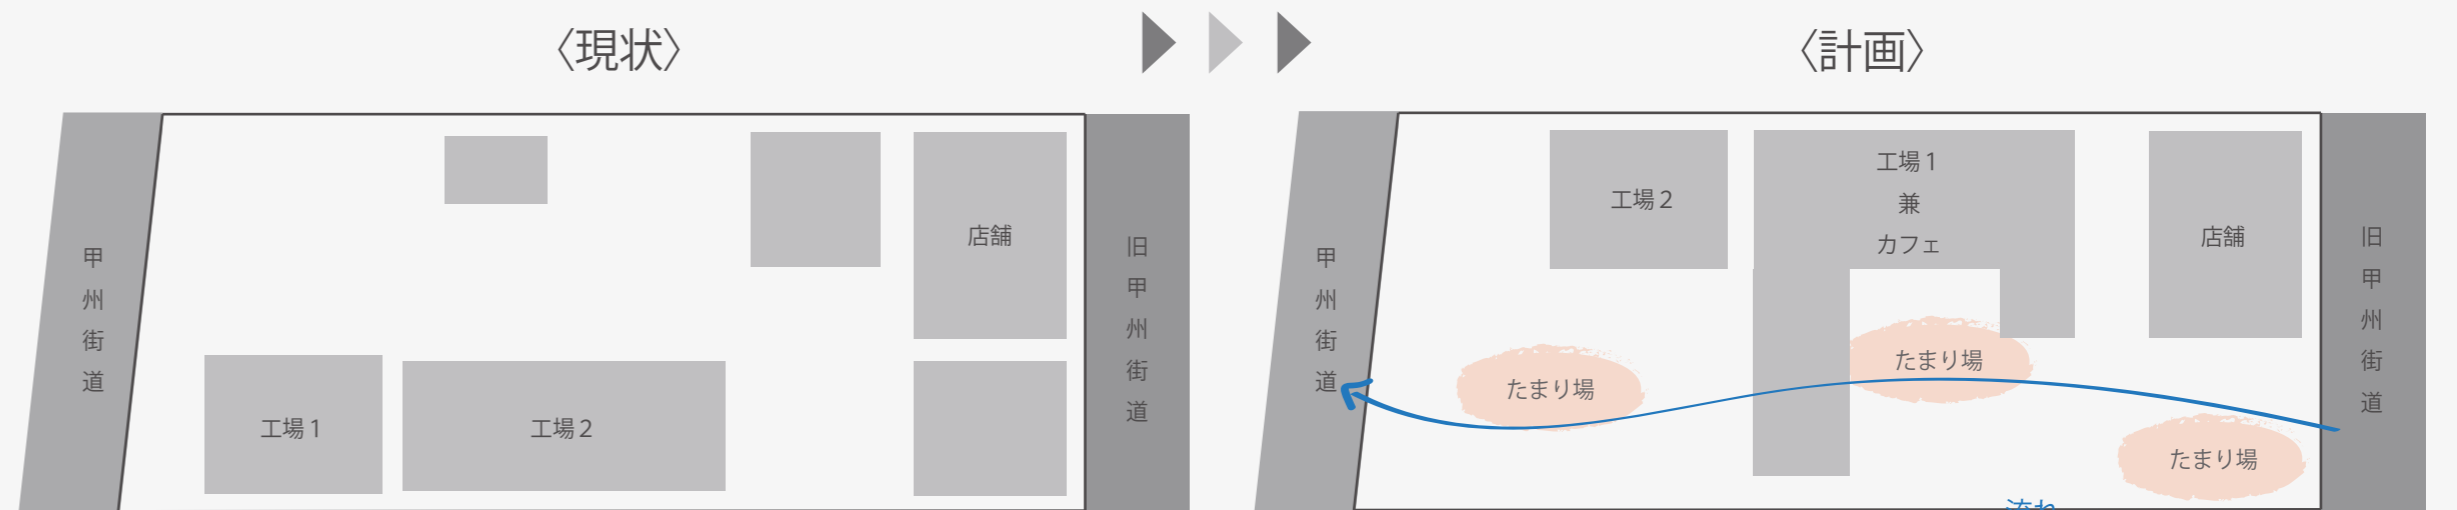 〈現状〉
甲州街道
工場1
工場2
店舗
旧甲州街道
〈計画〉
甲州街道
工場2
工場1
兼
カフェ
店舗
旧甲州街道
たまり場
たまり場
たまり場